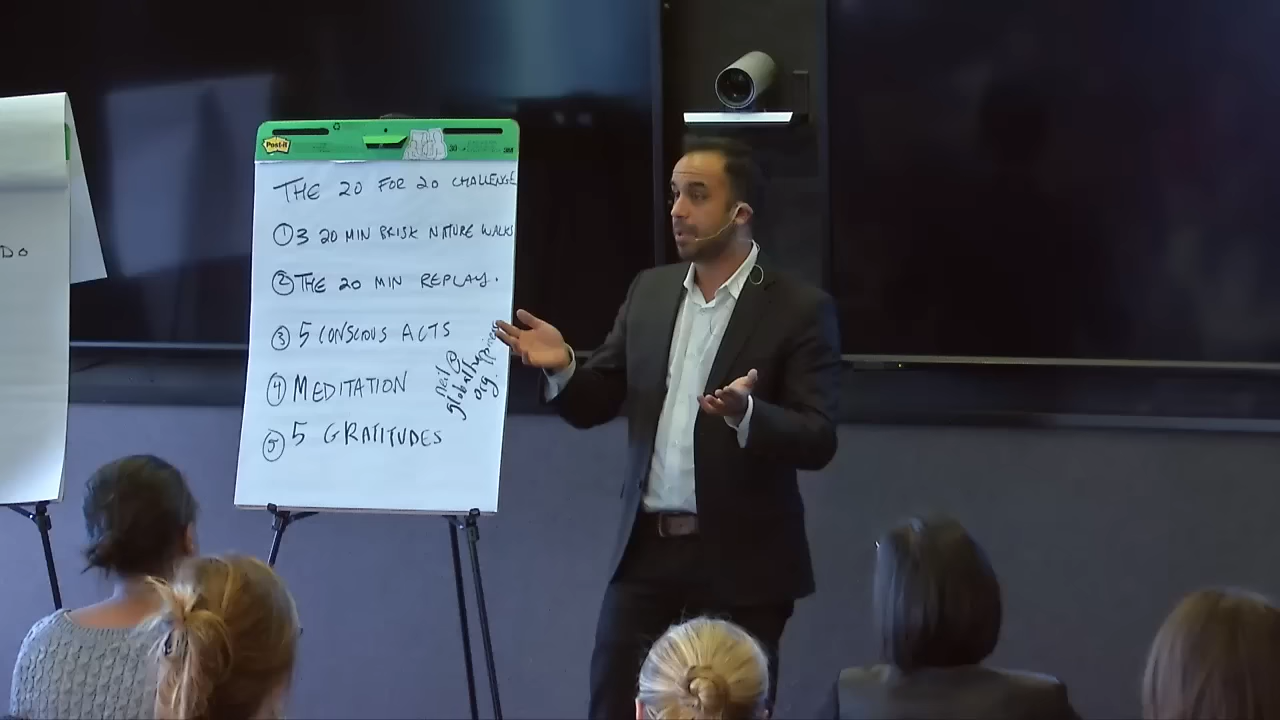 DO
Post-it
THE 20 FOR 20 CHALLENGE
① 3 20 MIN BRISK NATURE WALKS
② THE 20 MIN REPLAY.
③ 5 CONSCIOUS ACTS
④ MEDITATION
⑤ 5 GRATITUDES
neil @
org.